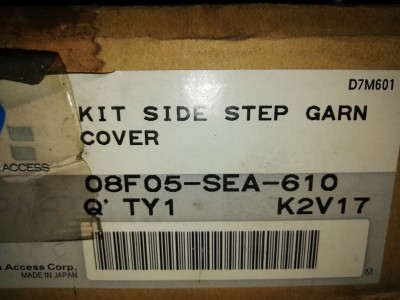 D7M601
KIT SIDE STEP GARN
COVER
ACCESS
08F05-SEA-610
Q'TY1 K2V17
Access Corp.
MADE IN JAPAN